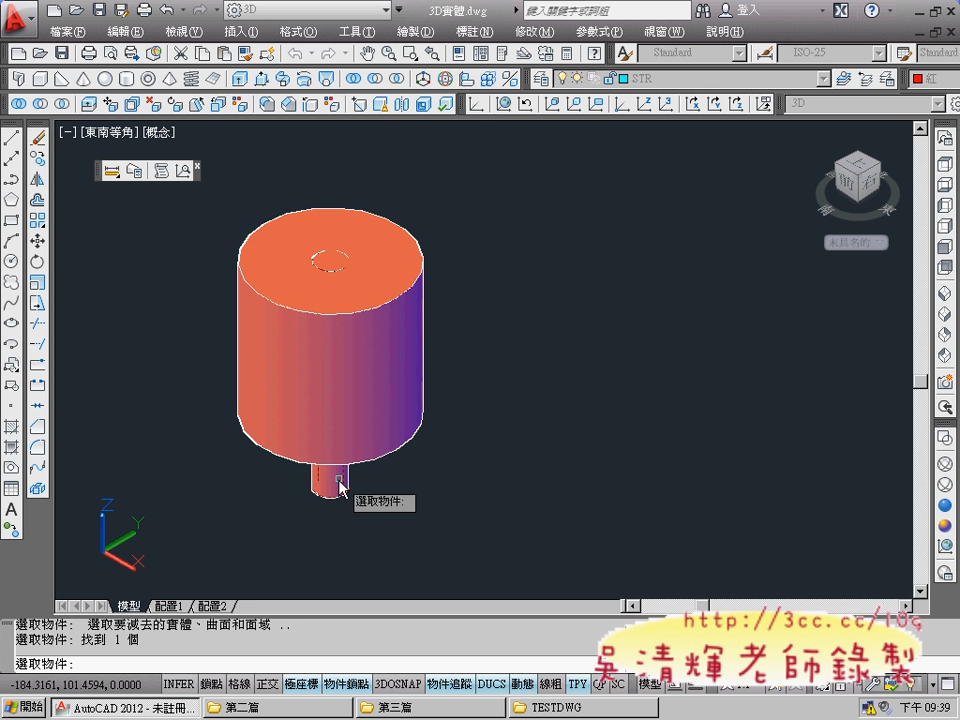 3D
3D實體.dwg
鍵入關鍵字或詞組
登入
檔案(F) 編輯(E) 檢視(V) 插入(I) 格式(O) 工具(T) 繪製(D) 標註(N) 修改(M) 參數式(P) 視窗(W) 說明(H)
Standard ISO-25 Standard
STR 紅
3D
[-][東南等角][概念]
上
前 右
南 東
未具名的
選取物件:
Z
Y
X
模型 配置1 配置2
選取物件: 選取要減去的實體、曲面和面域 ..
選取物件: 找到 1 個
選取物件:
http://3cc.cc/10q
吳清輝老師錄製
-184.3161, 101.4594, 0.0000 INFER 鎖點 格線 正交 極座標 物件鎖點 3DOSNAP 物件追蹤 DUCS 動態 線粗 TPY QP SC 模型
開始 AutoCAD 2012 - 未註冊... 第二篇 第三篇 TESTDWG 下午 09:39